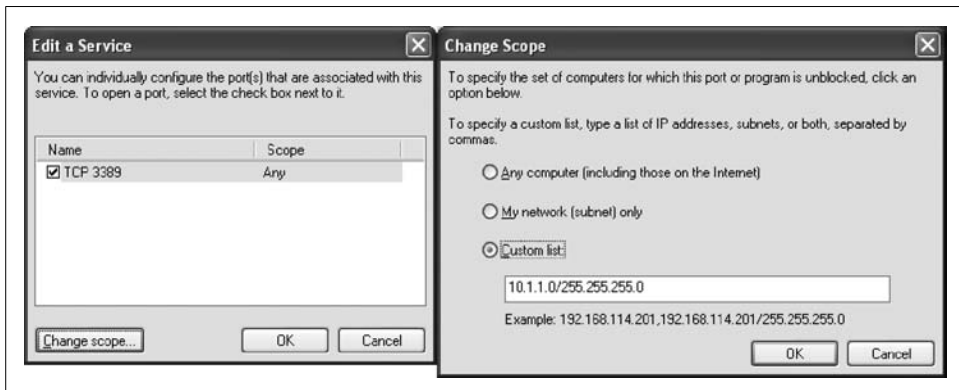 Edit a Service
You can individually configure the port(s) that are associated with this
service. To open a port, select the check box next to it.
Name Scope
TCP 3389 Any
Change scope... OK Cancel
Change Scope
To specify the set of computers for which this port or program is unblocked, click an
option below.
To specify a custom list, type a list of IP addresses, subnets, or both, separated by
commas.
Any computer (including those on the Internet)
My network (subnet) only
Custom list:
10.1.1.0/255.255.255.0
Example: 192.168.114.201,192.168.114.201/255.255.255.0
OK Cancel